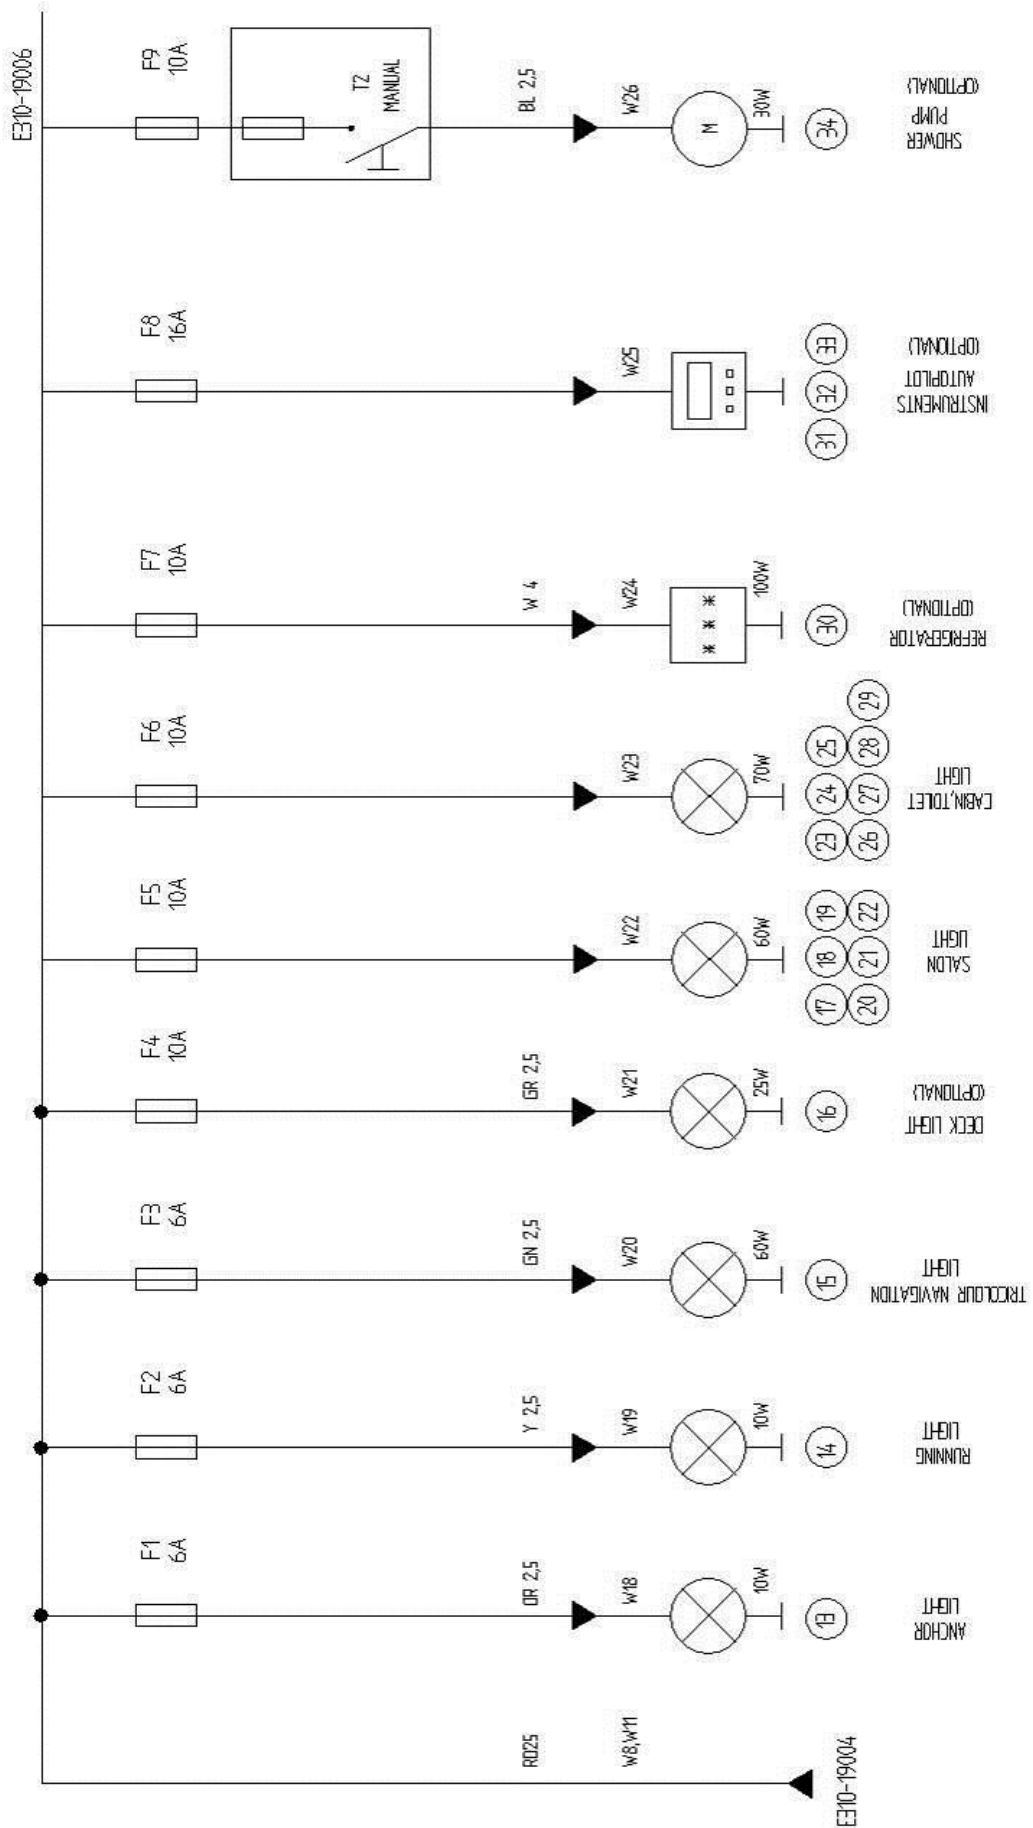 E310-19006
F9
10A
TZ
MANUAL
BL 2,5
W26
M
30W
34
SHOWER
PUMP
(OPTIONAL)
F8
16A
W25
31
32
33
INSTRUMENTS
AUTOPILOT
(OPTIONAL)
F7
10A
W 4
W24
* * *
100W
30
REFRIGERATOR
(OPTIONAL)
F6
10A
W23
70W
23
24
25
26
27
28
29
CABIN,TOILET
LIGHT
F5
10A
W22
60W
17
18
19
20
21
22
SALON
LIGHT
F4
10A
GR 2,5
W21
25W
16
DECK LIGHT
(OPTIONAL)
F3
6A
GN 2,5
W20
60W
15
TRICOLOUR NAVIGATION
LIGHT
F2
6A
Y 2,5
W19
10W
14
RUNNING
LIGHT
F1
6A
OR 2,5
W18
10W
13
ANCHOR
LIGHT
RD25
W8,W11
E310-19004